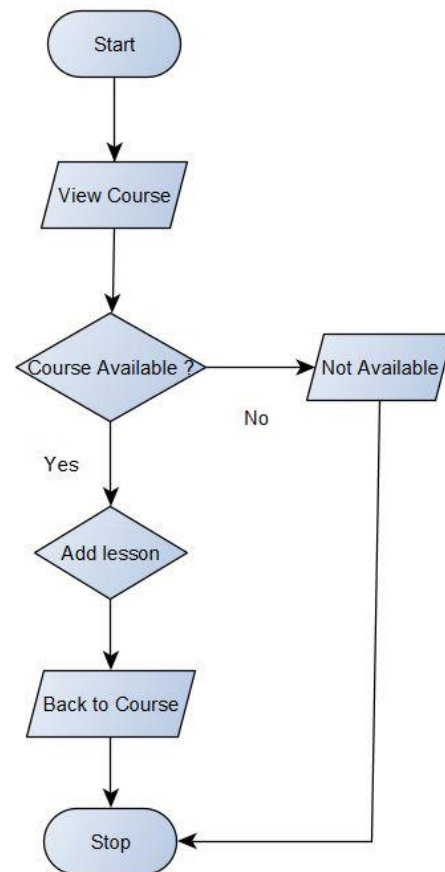 Start
View Course
Course Available ?
Not Available
No
Yes
Add lesson
Back to Course
Stop